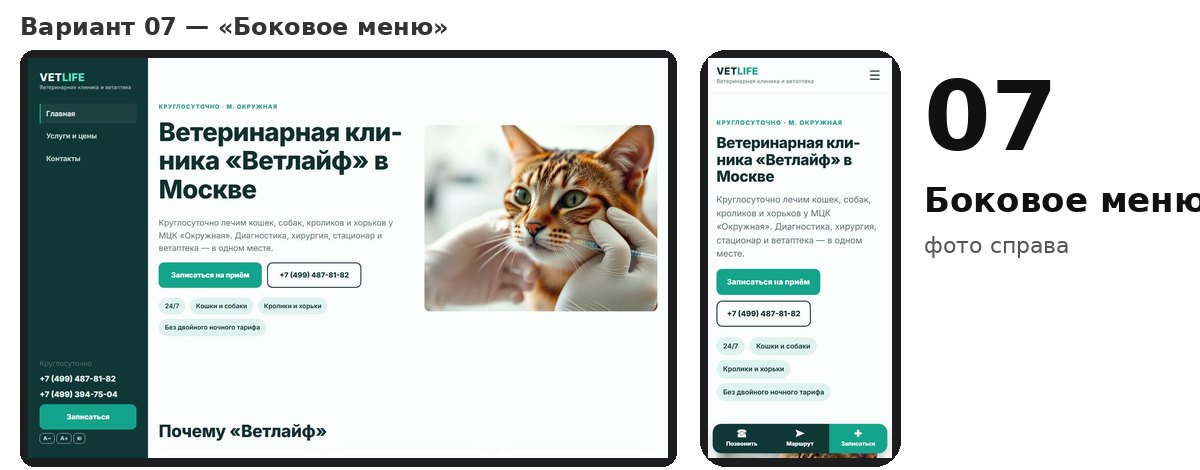 Вариант 07 — «Боковое меню»
VETLIFE
Ветеринарная клиника и ветаптека
Главная
Услуги и цены
Контакты
Круглосуточно
+7 (499) 487-81-82
+7 (499) 394-75-04
Записаться
A−
A+
КРУГЛОСУТОЧНО · М. ОКРУЖНАЯ
Ветеринарная кли-
ника «Ветлайф» в
Москве
Круглосуточно лечим кошек, собак, кроликов и хорьков у
МЦК «Окружная». Диагностика, хирургия, стационар и
ветаптека — в одном месте.
Записаться на приём
+7 (499) 487-81-82
24/7
Кошки и собаки
Кролики и хорьки
Без двойного ночного тарифа
Почему «Ветлайф»
VETLIFE
Ветеринарная клиника и ветаптека
КРУГЛОСУТОЧНО · М. ОКРУЖНАЯ
Ветеринарная кли-
ника «Ветлайф» в
Москве
Круглосуточно лечим кошек, собак,
кроликов и хорьков у МЦК
«Окружная». Диагностика, хирургия,
стационар и ветаптека — в одном
месте.
Записаться на приём
+7 (499) 487-81-82
24/7
Кошки и собаки
Кролики и хорьки
Без двойного ночного тарифа
Позвонить
Маршрут
Записаться
07
Боковое меню
фото справа